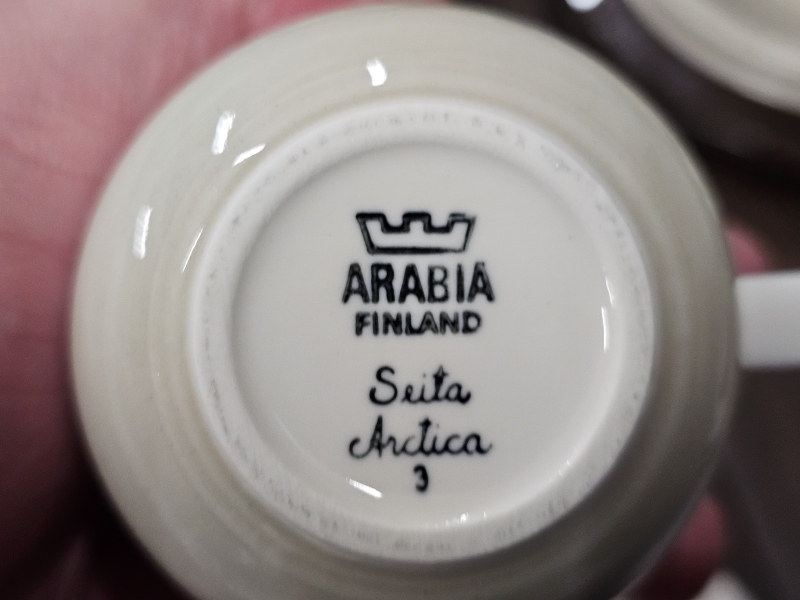 ARABIA
FINLAND
Seita
Arctica
3